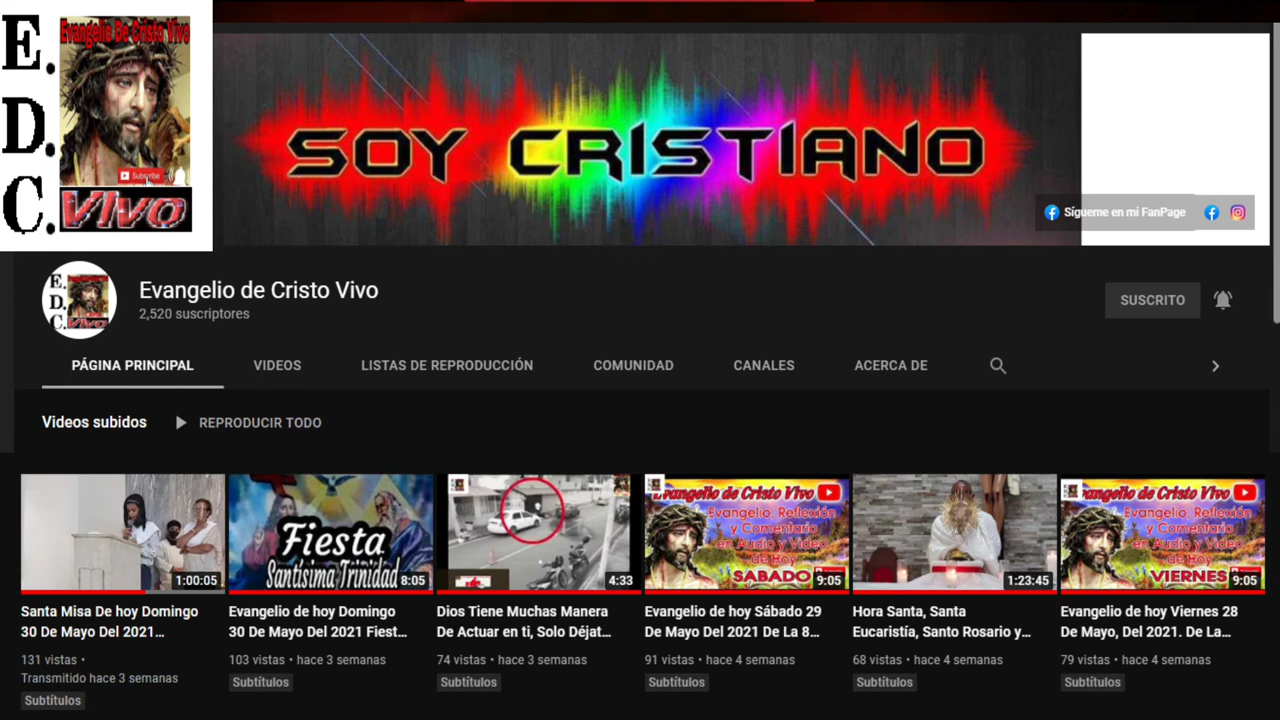 E.
D.
C.
Evangelio De Cristo Vivo
Subscribe
Vivo
SOY CRISTIANO
Sígueme en mi FanPage
E.
D.
C.
Vivo
Evangelio de Cristo Vivo
2,520 suscriptores
SUSCRITO
PÁGINA PRINCIPAL
VIDEOS
LISTAS DE REPRODUCCIÓN
COMUNIDAD
CANALES
ACERCA DE
Videos subidos
REPRODUCIR TODO
1:00:05
Santa Misa De hoy Domingo
30 De Mayo Del 2021...
131 vistas •
Transmitido hace 3 semanas
Subtítulos
Fiesta
Santísima Trinidad
8:05
Evangelio de hoy Domingo
30 De Mayo Del 2021 Fiest...
103 vistas • hace 3 semanas
Subtítulos
4:33
Dios Tiene Muchas Manera
De Actuar en ti, Solo Déjat...
74 vistas • hace 3 semanas
Subtítulos
Evangelio de Cristo Vivo
Evangelio, Reflexión
y Comentario
en Audio y Video
de Hoy
SABADO
9:05
Evangelio de hoy Sábado 29
De Mayo Del 2021 De La 8...
91 vistas • hace 4 semanas
Subtítulos
1:23:45
Hora Santa, Santa
Eucaristía, Santo Rosario y...
68 vistas • hace 4 semanas
Subtítulos
Evangelio de Cristo Vivo
Evangelio, Reflexión
y Comentario
en Audio y Video
de Hoy
VIERNES
9:05
Evangelio de hoy Viernes 28
De Mayo, Del 2021. De La...
79 vistas • hace 4 semanas
Subtítulos